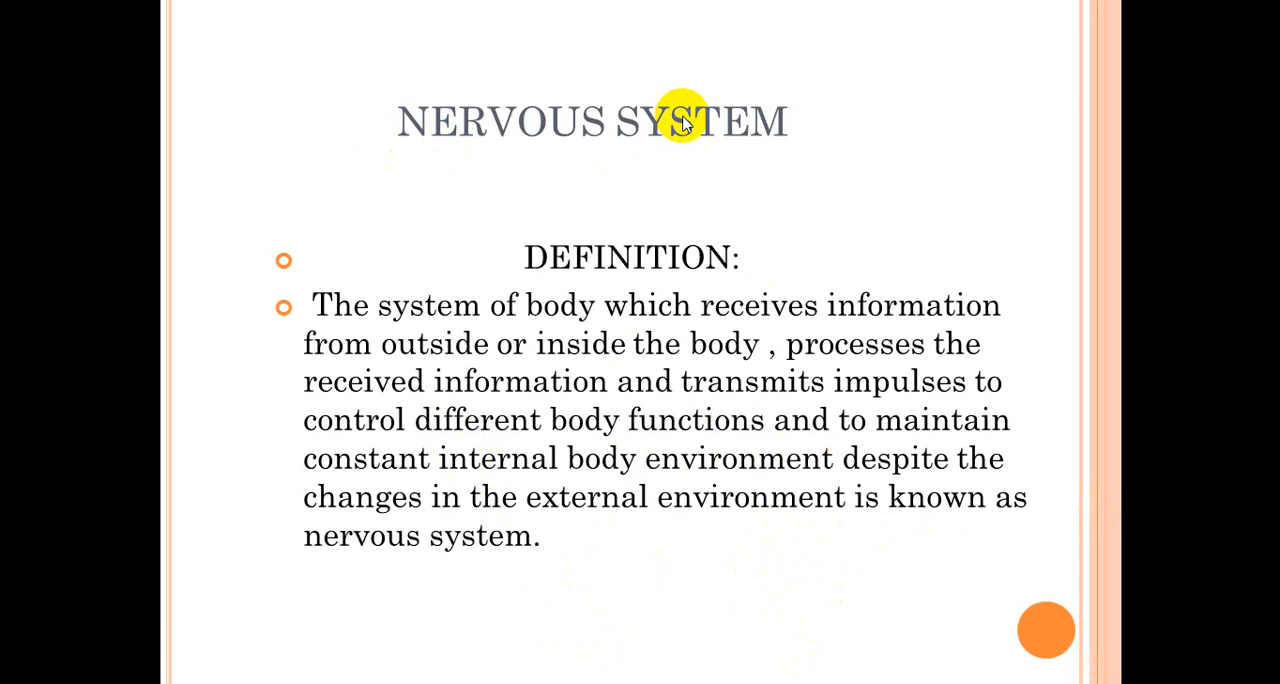 NERVOUS SYSTEM
DEFINITION:
The system of body which receives information
from outside or inside the body , processes the
received information and transmits impulses to
control different body functions and to maintain
constant internal body environment despite the
changes in the external environment is known as
nervous system.